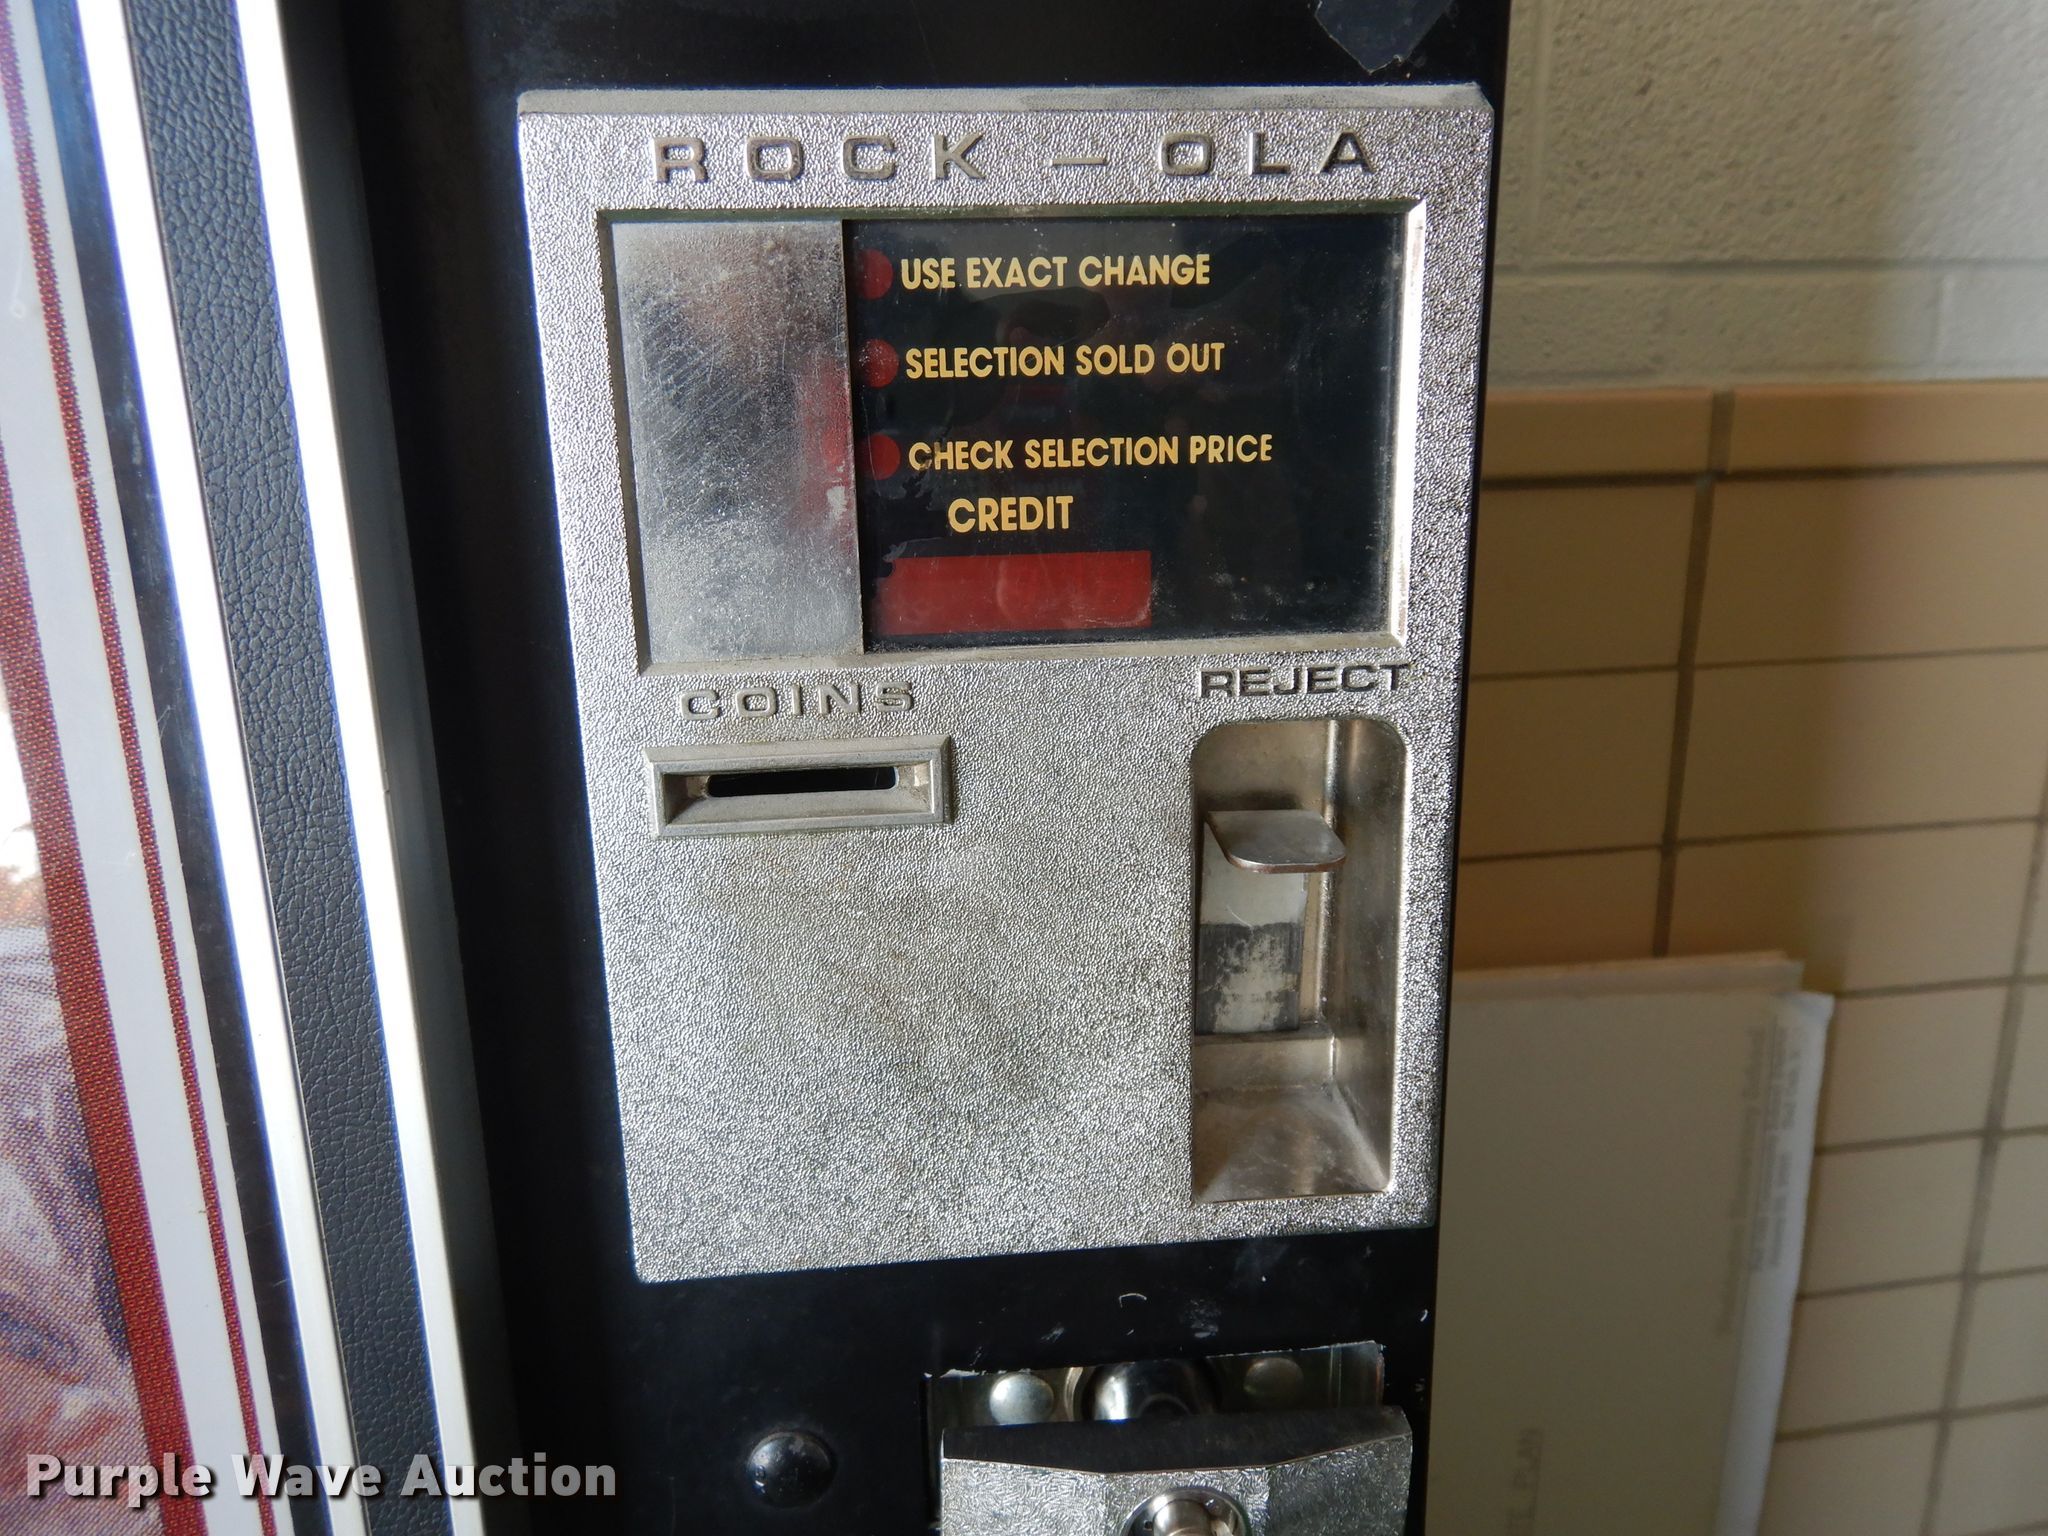 ROCK-OLA
USE EXACT CHANGE
SELECTION SOLD OUT
CHECK SELECTION PRICE
CREDIT
COINS
REJECT
Purple Wave Auction